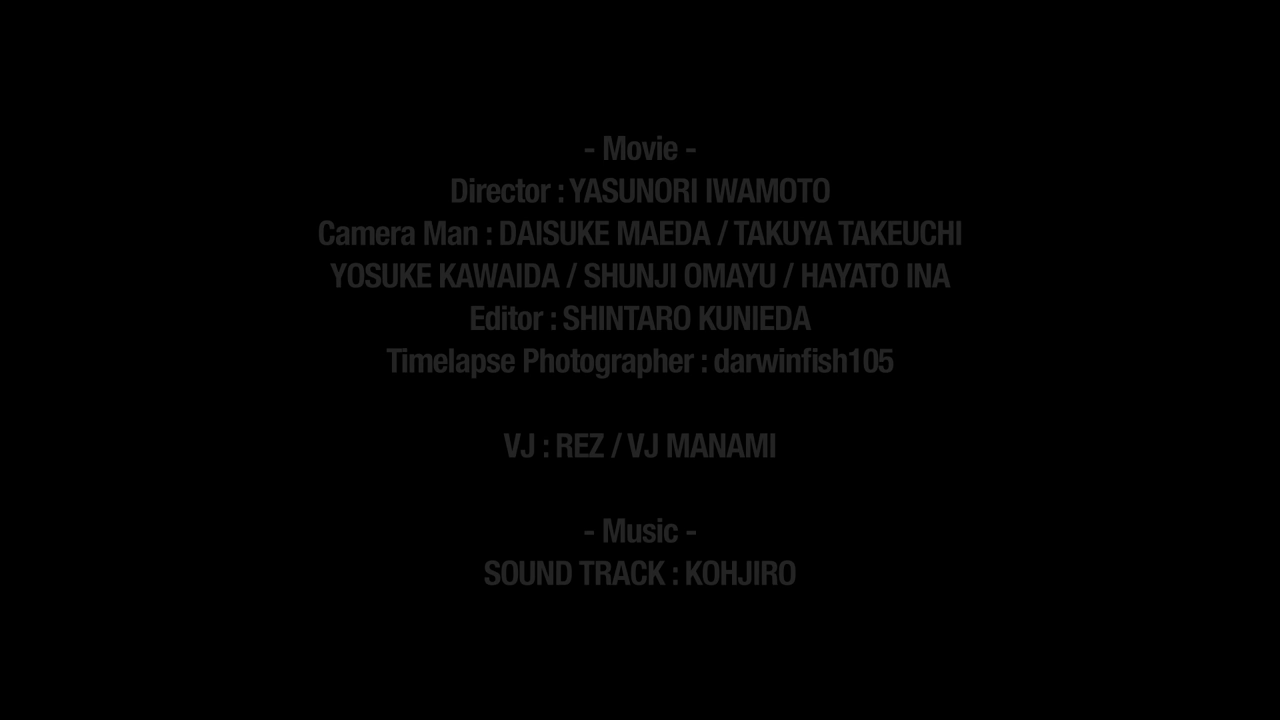 - Movie -
Director : YASUNORI IWAMOTO
Camera Man : DAISUKE MAEDA / TAKUYA TAKEUCHI
YOSUKE KAWAIDA / SHUNJI OMAYU / HAYATO INA
Editor : SHINTARO KUNIEDA
Timelapse Photographer : darwinfish105
VJ : REZ / VJ MANAMI
- Music -
SOUND TRACK : KOHJIRO